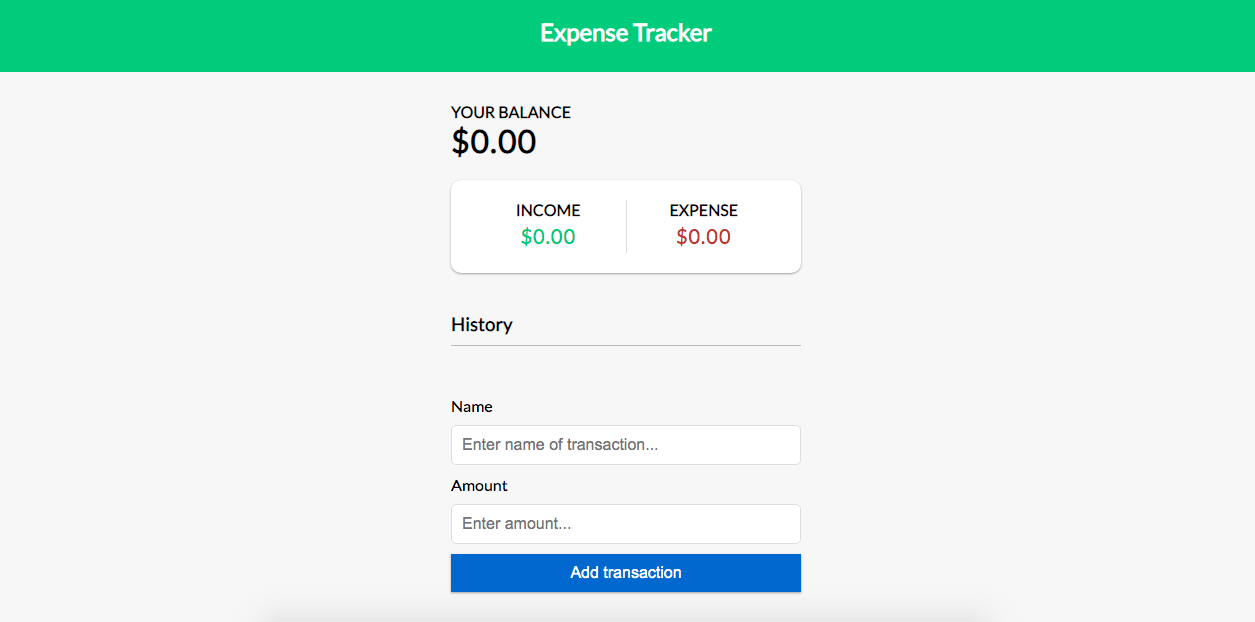 Expense Tracker
YOUR BALANCE
$0.00
INCOME EXPENSE
$0.00 $0.00
History
Name
Enter name of transaction...
Amount
Enter amount...
Add transaction